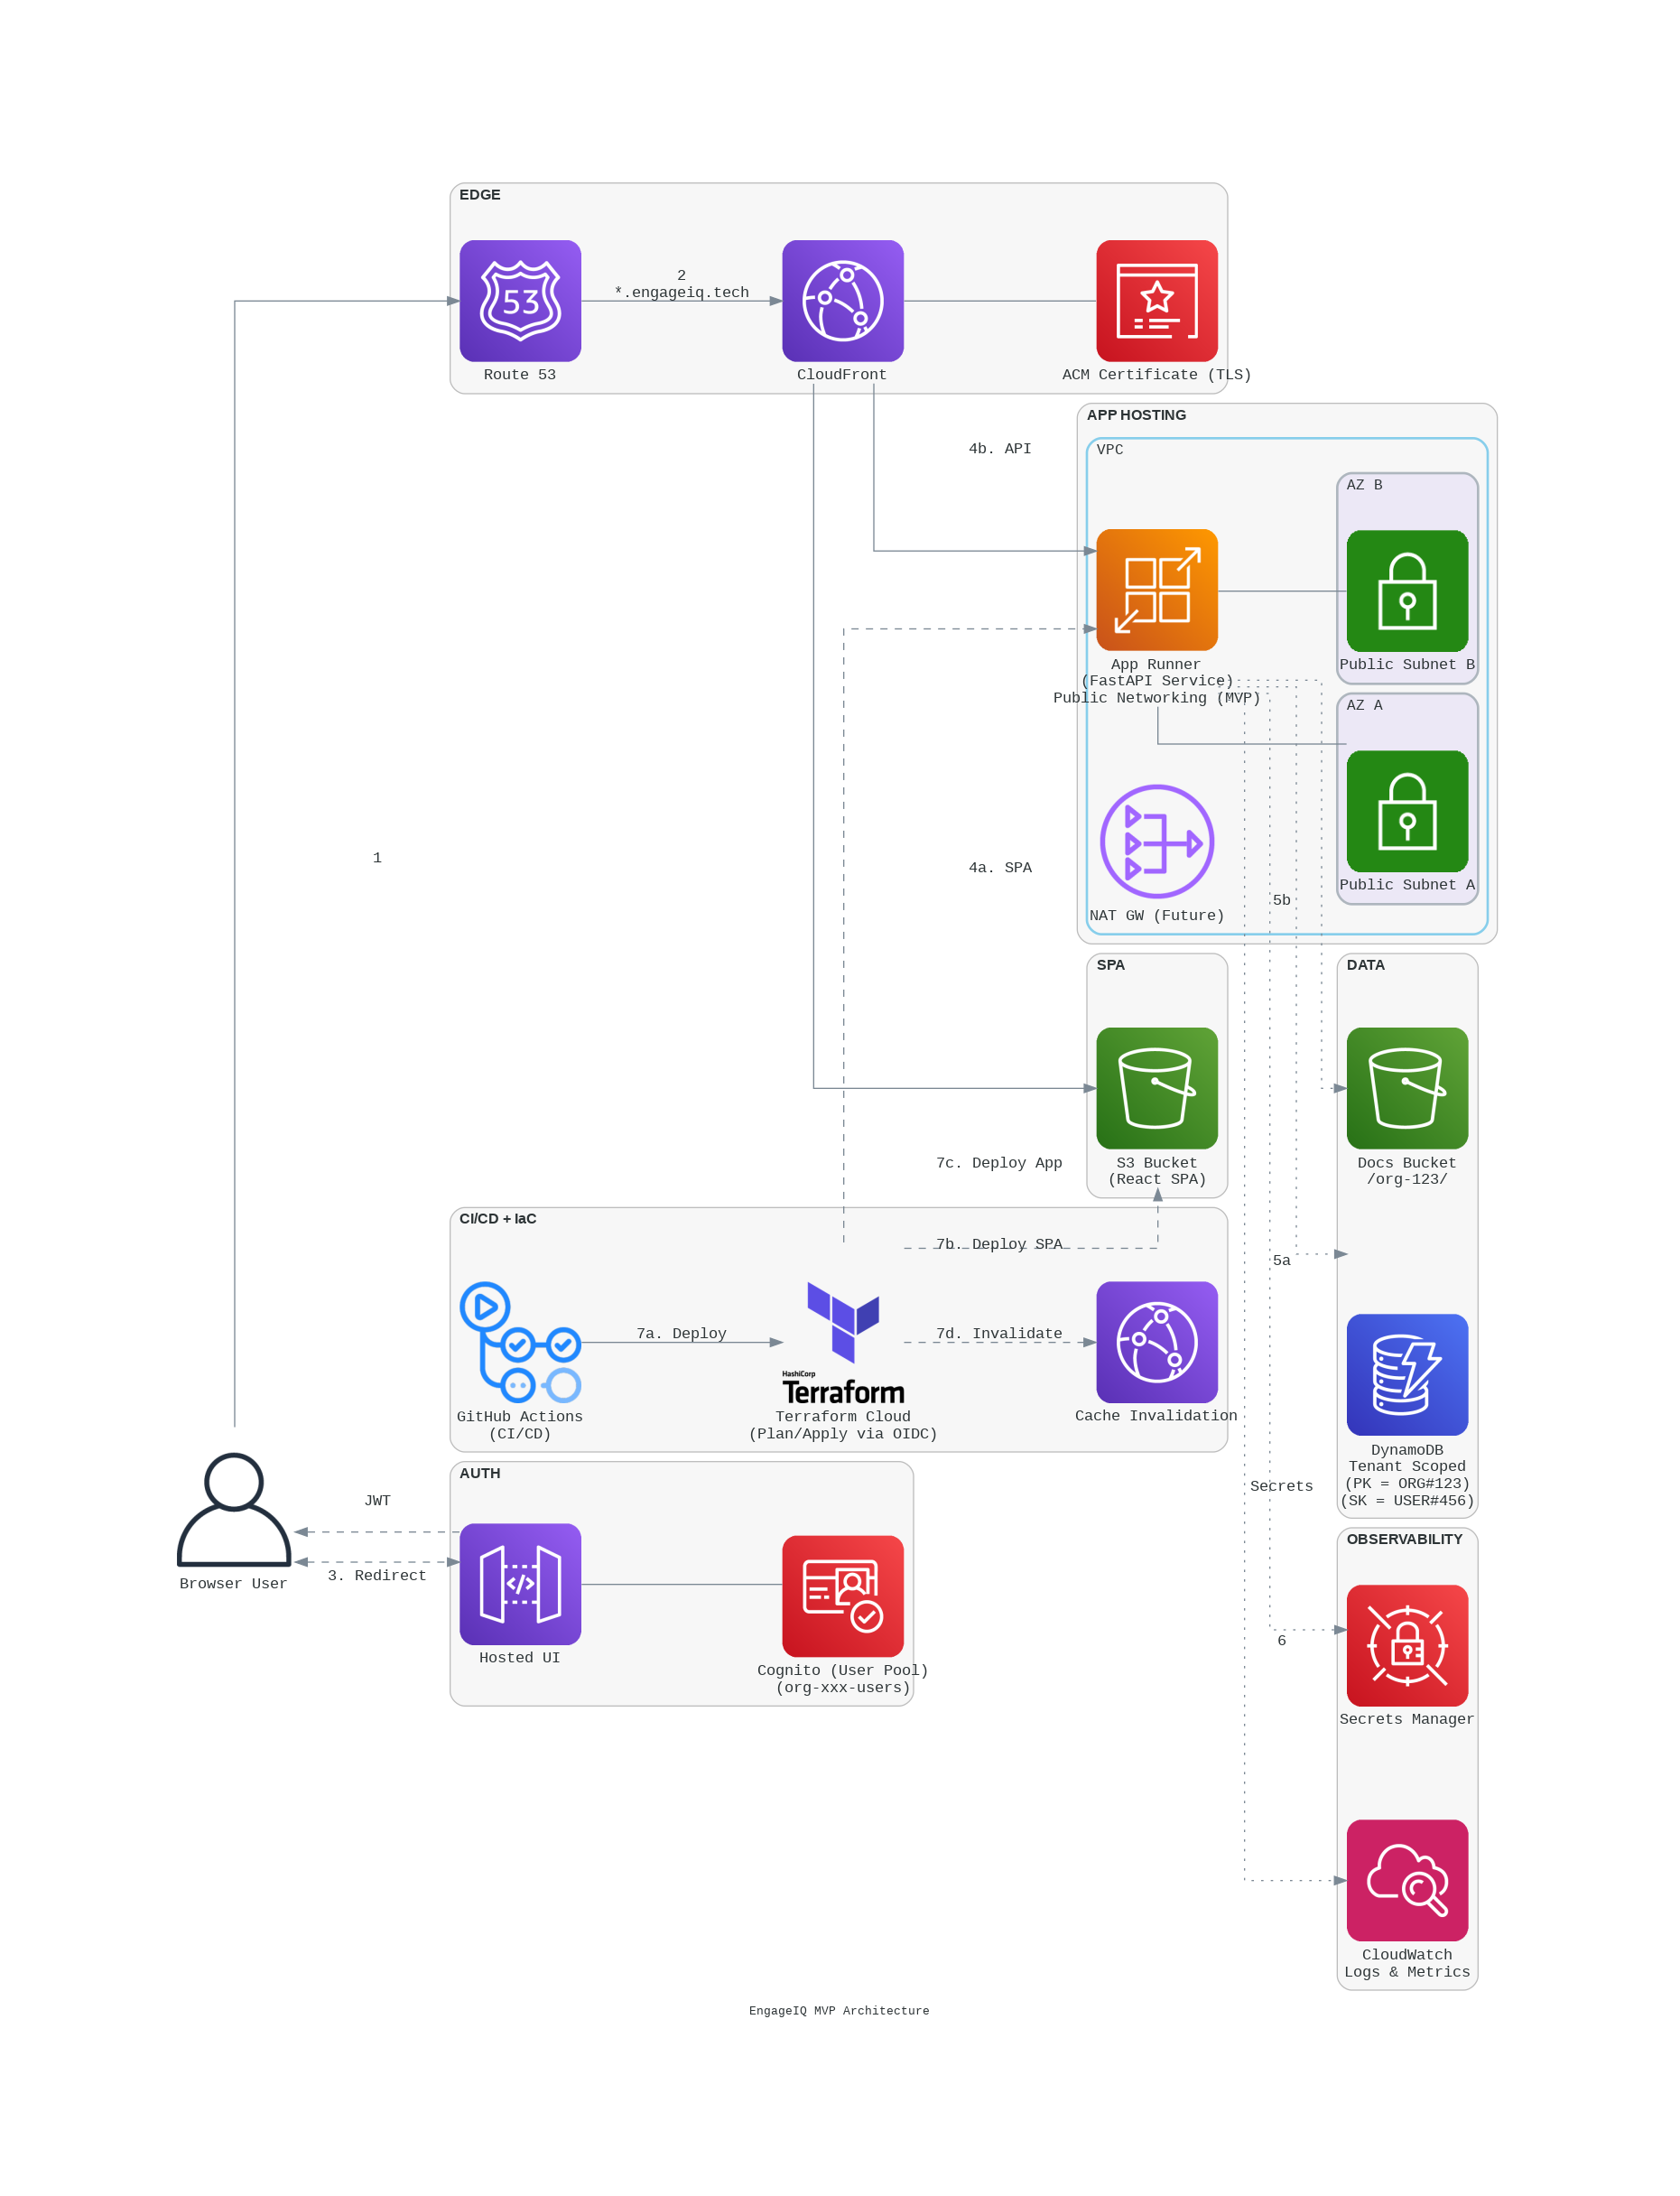 EDGE
53
Route 53
2
*.engageiq.tech
CloudFront
ACM Certificate (TLS)
APP HOSTING
VPC
4b. API
AZ B
Public Subnet B
App Runner
(FastAPI Service)
Public Networking (MVP)
AZ A
Public Subnet A
NAT GW (Future)
1
4a. SPA
5b
SPA
S3 Bucket
(React SPA)
DATA
Docs Bucket
/org-123/
7c. Deploy App
CI/CD + IaC
7b. Deploy SPA
5a
GitHub Actions
(CI/CD)
7a. Deploy
HashiCorp
Terraform
Terraform Cloud
(Plan/Apply via OIDC)
7d. Invalidate
Cache Invalidation
DynamoDB
Tenant Scoped
(PK = ORG#123)
(SK = USER#456)
Secrets
AUTH
JWT
3. Redirect
Browser User
Hosted UI
Cognito (User Pool)
(org-xxx-users)
OBSERVABILITY
6
Secrets Manager
CloudWatch
Logs & Metrics
EngageIQ MVP Architecture